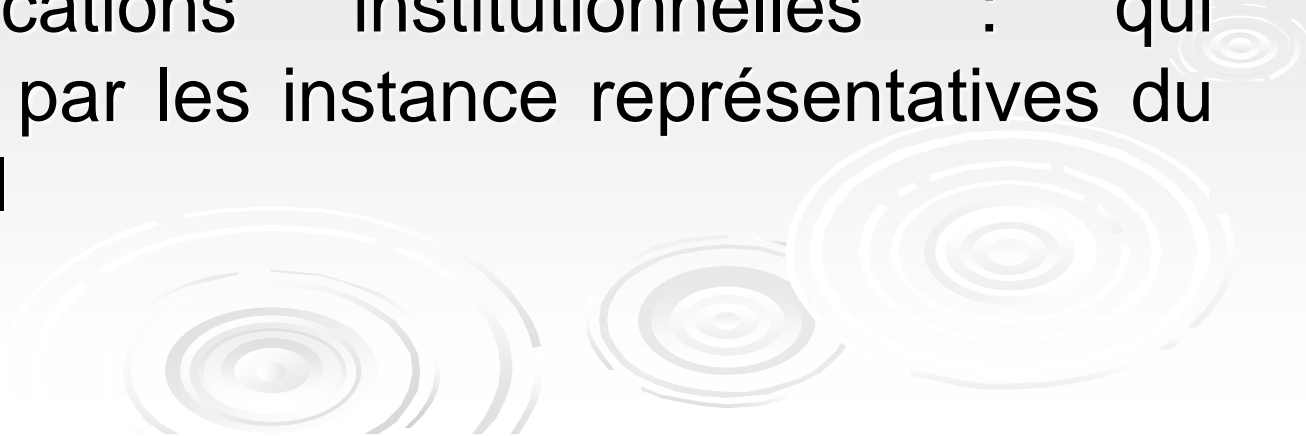 cations institutionnelles : qui
par les instance représentatives du